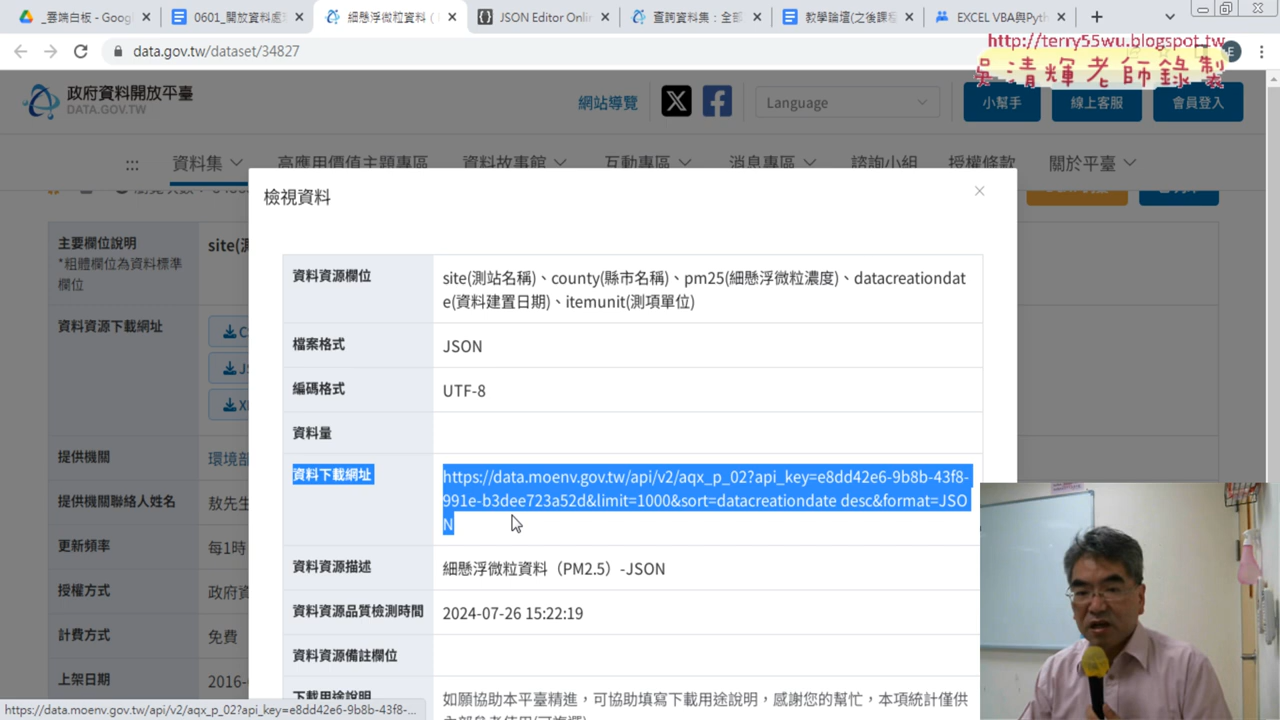 _雲端白板 - Goog
0601_開放資料處
細懸浮微粒資料（
JSON Editor Onli
查詢資料集：全部
教學論壇(之後課程
EXCEL VBA與Pyth
data.gov.tw/dataset/34827
http://terry55wu.blogspot.tw
吳清輝老師錄製
政府資料開放平臺
DATA.GOV.TW
網站導覽
Language
小幫手
線上客服
會員登入
資料集
高應用價值主題專區
資料故事館
互動專區
消息專區
諮詢小組
授權條款
關於平臺
檢視資料
主要欄位說明
*粗體欄位為資料標準
欄位
site(測
資料資源下載網址
提供機關
環境部
提供機關聯絡人姓名
敖先生
更新頻率
每1時
授權方式
政府資
計費方式
免費
上架日期
2016-
資料資源欄位
site(測站名稱)、county(縣市名稱)、pm25(細懸浮微粒濃度)、datacreationdat
e(資料建置日期)、itemunit(測項單位)
檔案格式
JSON
編碼格式
UTF-8
資料量
資料下載網址
https://data.moenv.gov.tw/api/v2/aqx_p_02?api_key=e8dd42e6-9b8b-43f8-
991e-b3dee723a52d&limit=1000&sort=datacreationdate desc&format=JSO
N
資料資源描述
細懸浮微粒資料（PM2.5）-JSON
資料資源品質檢測時間
2024-07-26 15:22:19
資料資源備註欄位
下載用途說明
如願協助本平臺精進，可協助填寫下載用途說明，感謝您的幫忙，本項統計僅供
https://data.moenv.gov.tw/api/v2/aqx_p_02?api_key=e8dd42e6-9b8b-43f8-...